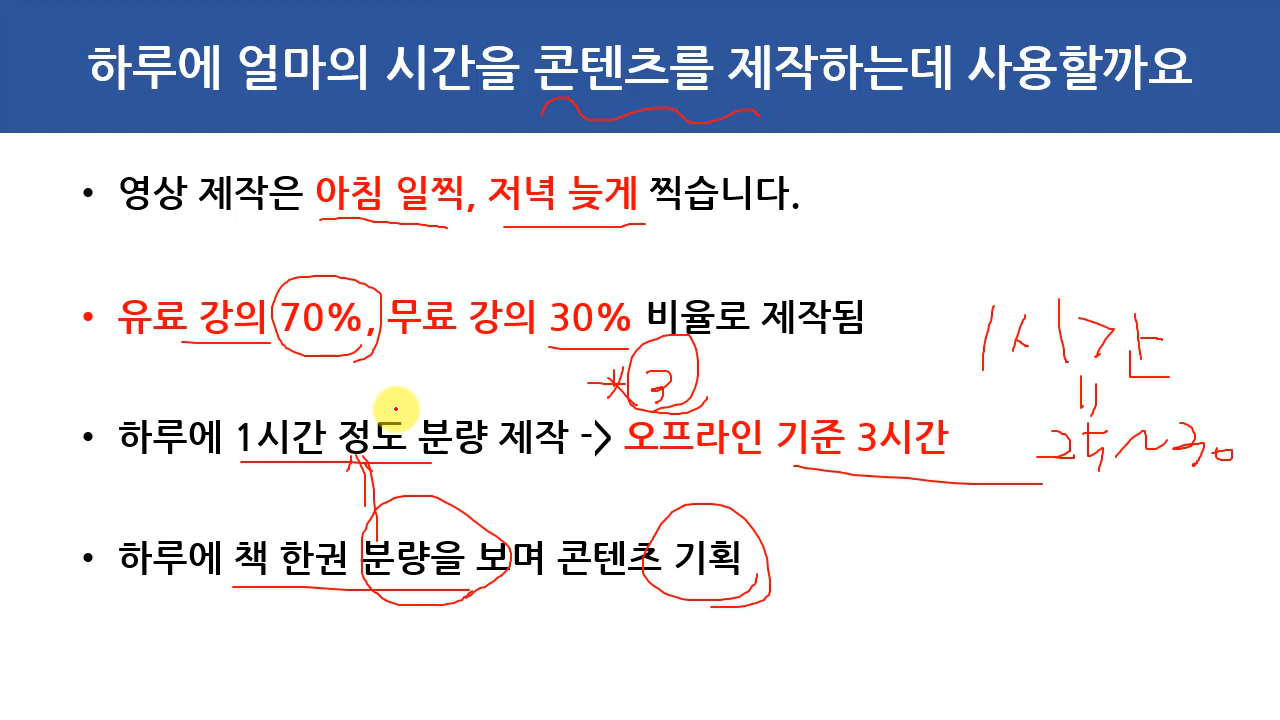 하루에 얼마의 시간을 콘텐츠를 제작하는데 사용할까요
• 영상 제작은 아침 일찍, 저녁 늦게 찍습니다.
• 유료 강의 70%, 무료 강의 30% 비율로 제작됨
1시간
*3
• 하루에 1시간 정도 분량 제작 -> 오프라인 기준 3시간
25~30
• 하루에 책 한권 분량을 보며 콘텐츠 기획